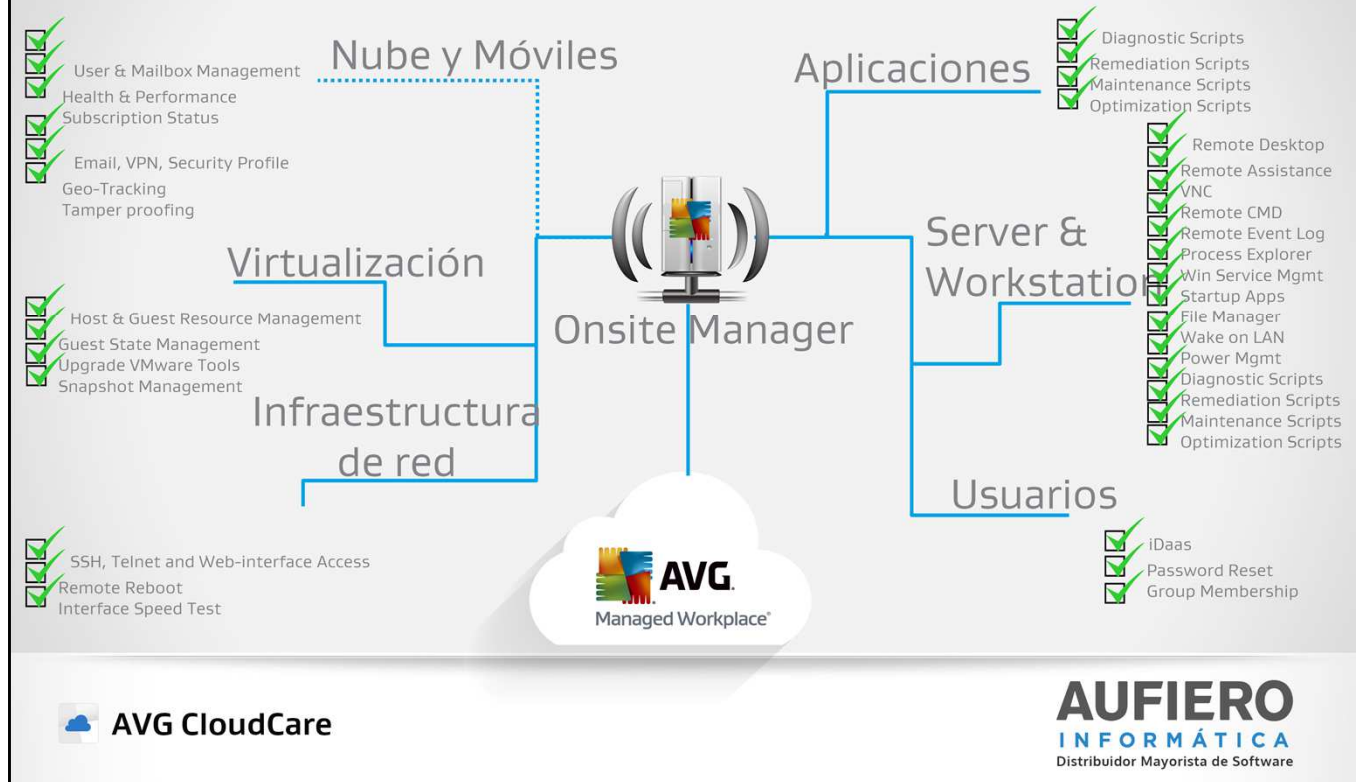 Nube y Móviles
User & Mailbox Management
Health & Performance
Subscription Status
Email, VPN, Security Profile
Geo-Tracking
Tamper proofing
Virtualización
Host & Guest Resource Management
Guest State Management
Upgrade VMware Tools
Snapshot Management
Infraestructura
de red
SSH, Telnet and Web-interface Access
Remote Reboot
Interface Speed Test
Onsite Manager
AVG.
Managed Workplace®
Aplicaciones
Diagnostic Scripts
Remediation Scripts
Maintenance Scripts
Optimization Scripts
Server &
Workstation
Remote Desktop
Remote Assistance
VNC
Remote CMD
Remote Event Log
Process Explorer
Win Service Mgmt
Startup Apps
File Manager
Wake on LAN
Power Mgmt
Diagnostic Scripts
Remediation Scripts
Maintenance Scripts
Optimization Scripts
Usuarios
iDaas
Password Reset
Group Membership
AVG CloudCare
AUFIERO
INFORMÁTICA
Distribuidor Mayorista de Software